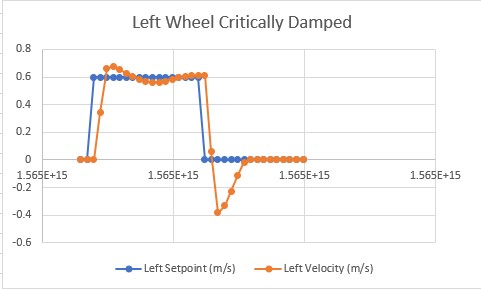 Left Wheel Critically Damped
0.8
0.6
0.4
0.2
0
1.565E+15 1.565E+15 1.565E+15 1.565E+15
-0.2
-0.4
-0.6
Left Setpoint (m/s) Left Velocity (m/s)